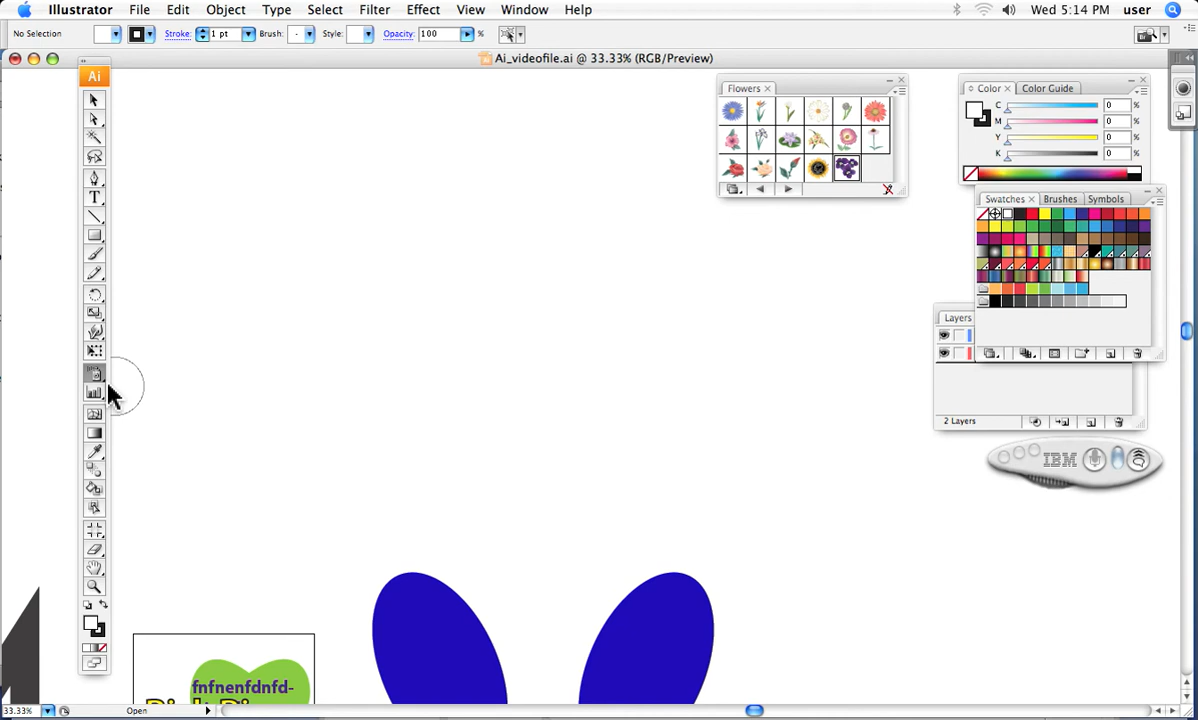 Illustrator File Edit Object Type Select Filter Effect View Window Help Wed 5:14 PM user
No Selection Stroke: 1 pt Brush: Style: Opacity: 100 %
Ai_videofile.ai @ 33.33% (RGB/Preview)
Ai
T
Flowers
Color Color Guide
C 0 %
M 0 %
Y 0 %
K 0 %
Swatches Brushes Symbols
Layers
2 Layers
IBM
fnfnenfdnfd-
33.33% Open